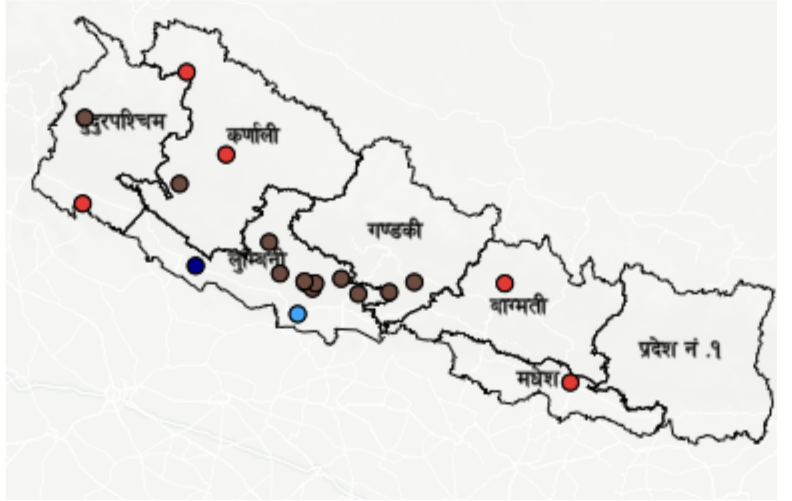 सुदुरपश्चिम
कर्णाली
गण्डकी
लुम्बिनी
बाग्मती
प्रदेश नं .१
मधेश